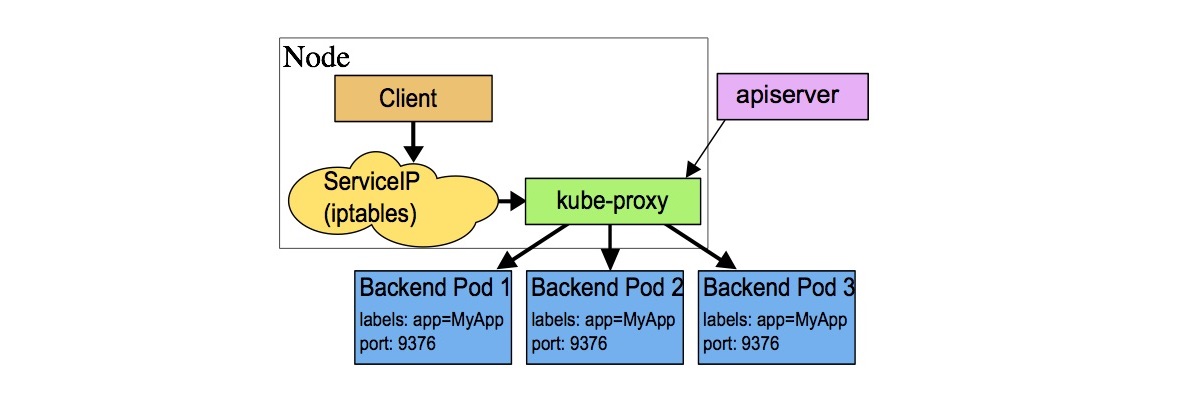 Node
Client
apiserver
ServiceIP
(iptables)
kube-proxy
Backend Pod 1
labels: app=MyApp
port: 9376
Backend Pod 2
labels: app=MyApp
port: 9376
Backend Pod 3
labels: app=MyApp
port: 9376